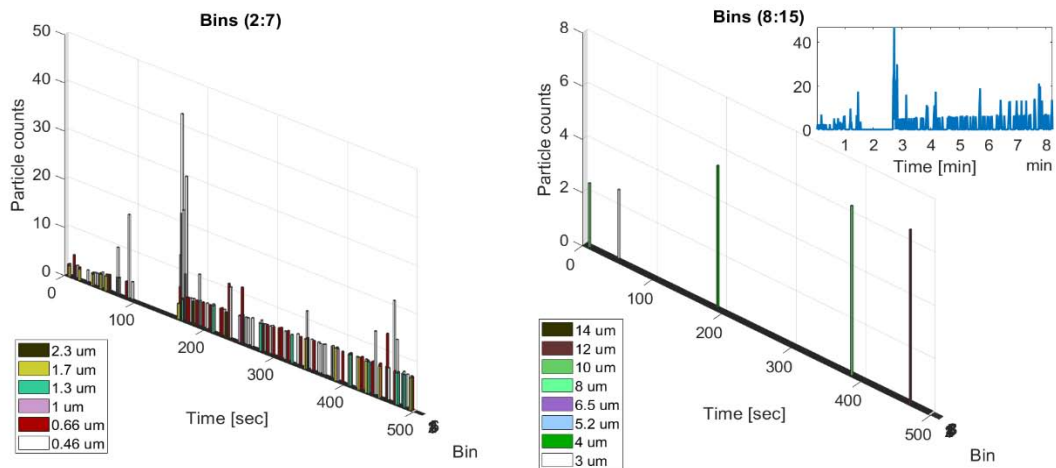 Bins (2:7)
50
40
30
20
10
0
Particle counts
0
100
200
300
400
500
Time [sec]
Bin
2.3 um
1.7 um
1.3 um
1 um
0.66 um
0.46 um
Bins (8:15)
8
6
4
2
0
Particle counts
0
100
200
300
400
500
Time [sec]
Bin
14 um
12 um
10 um
8 um
6.5 um
5.2 um
4 um
3 um
40
20
0
0 1 2 3 4 5 6 7 8
Time [min]
min